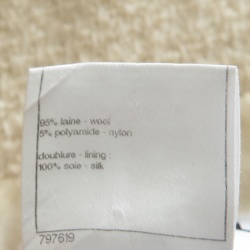 95% laine - wool
5% polyamide - nylon
doublure - lining :
100% soie - silk
797619